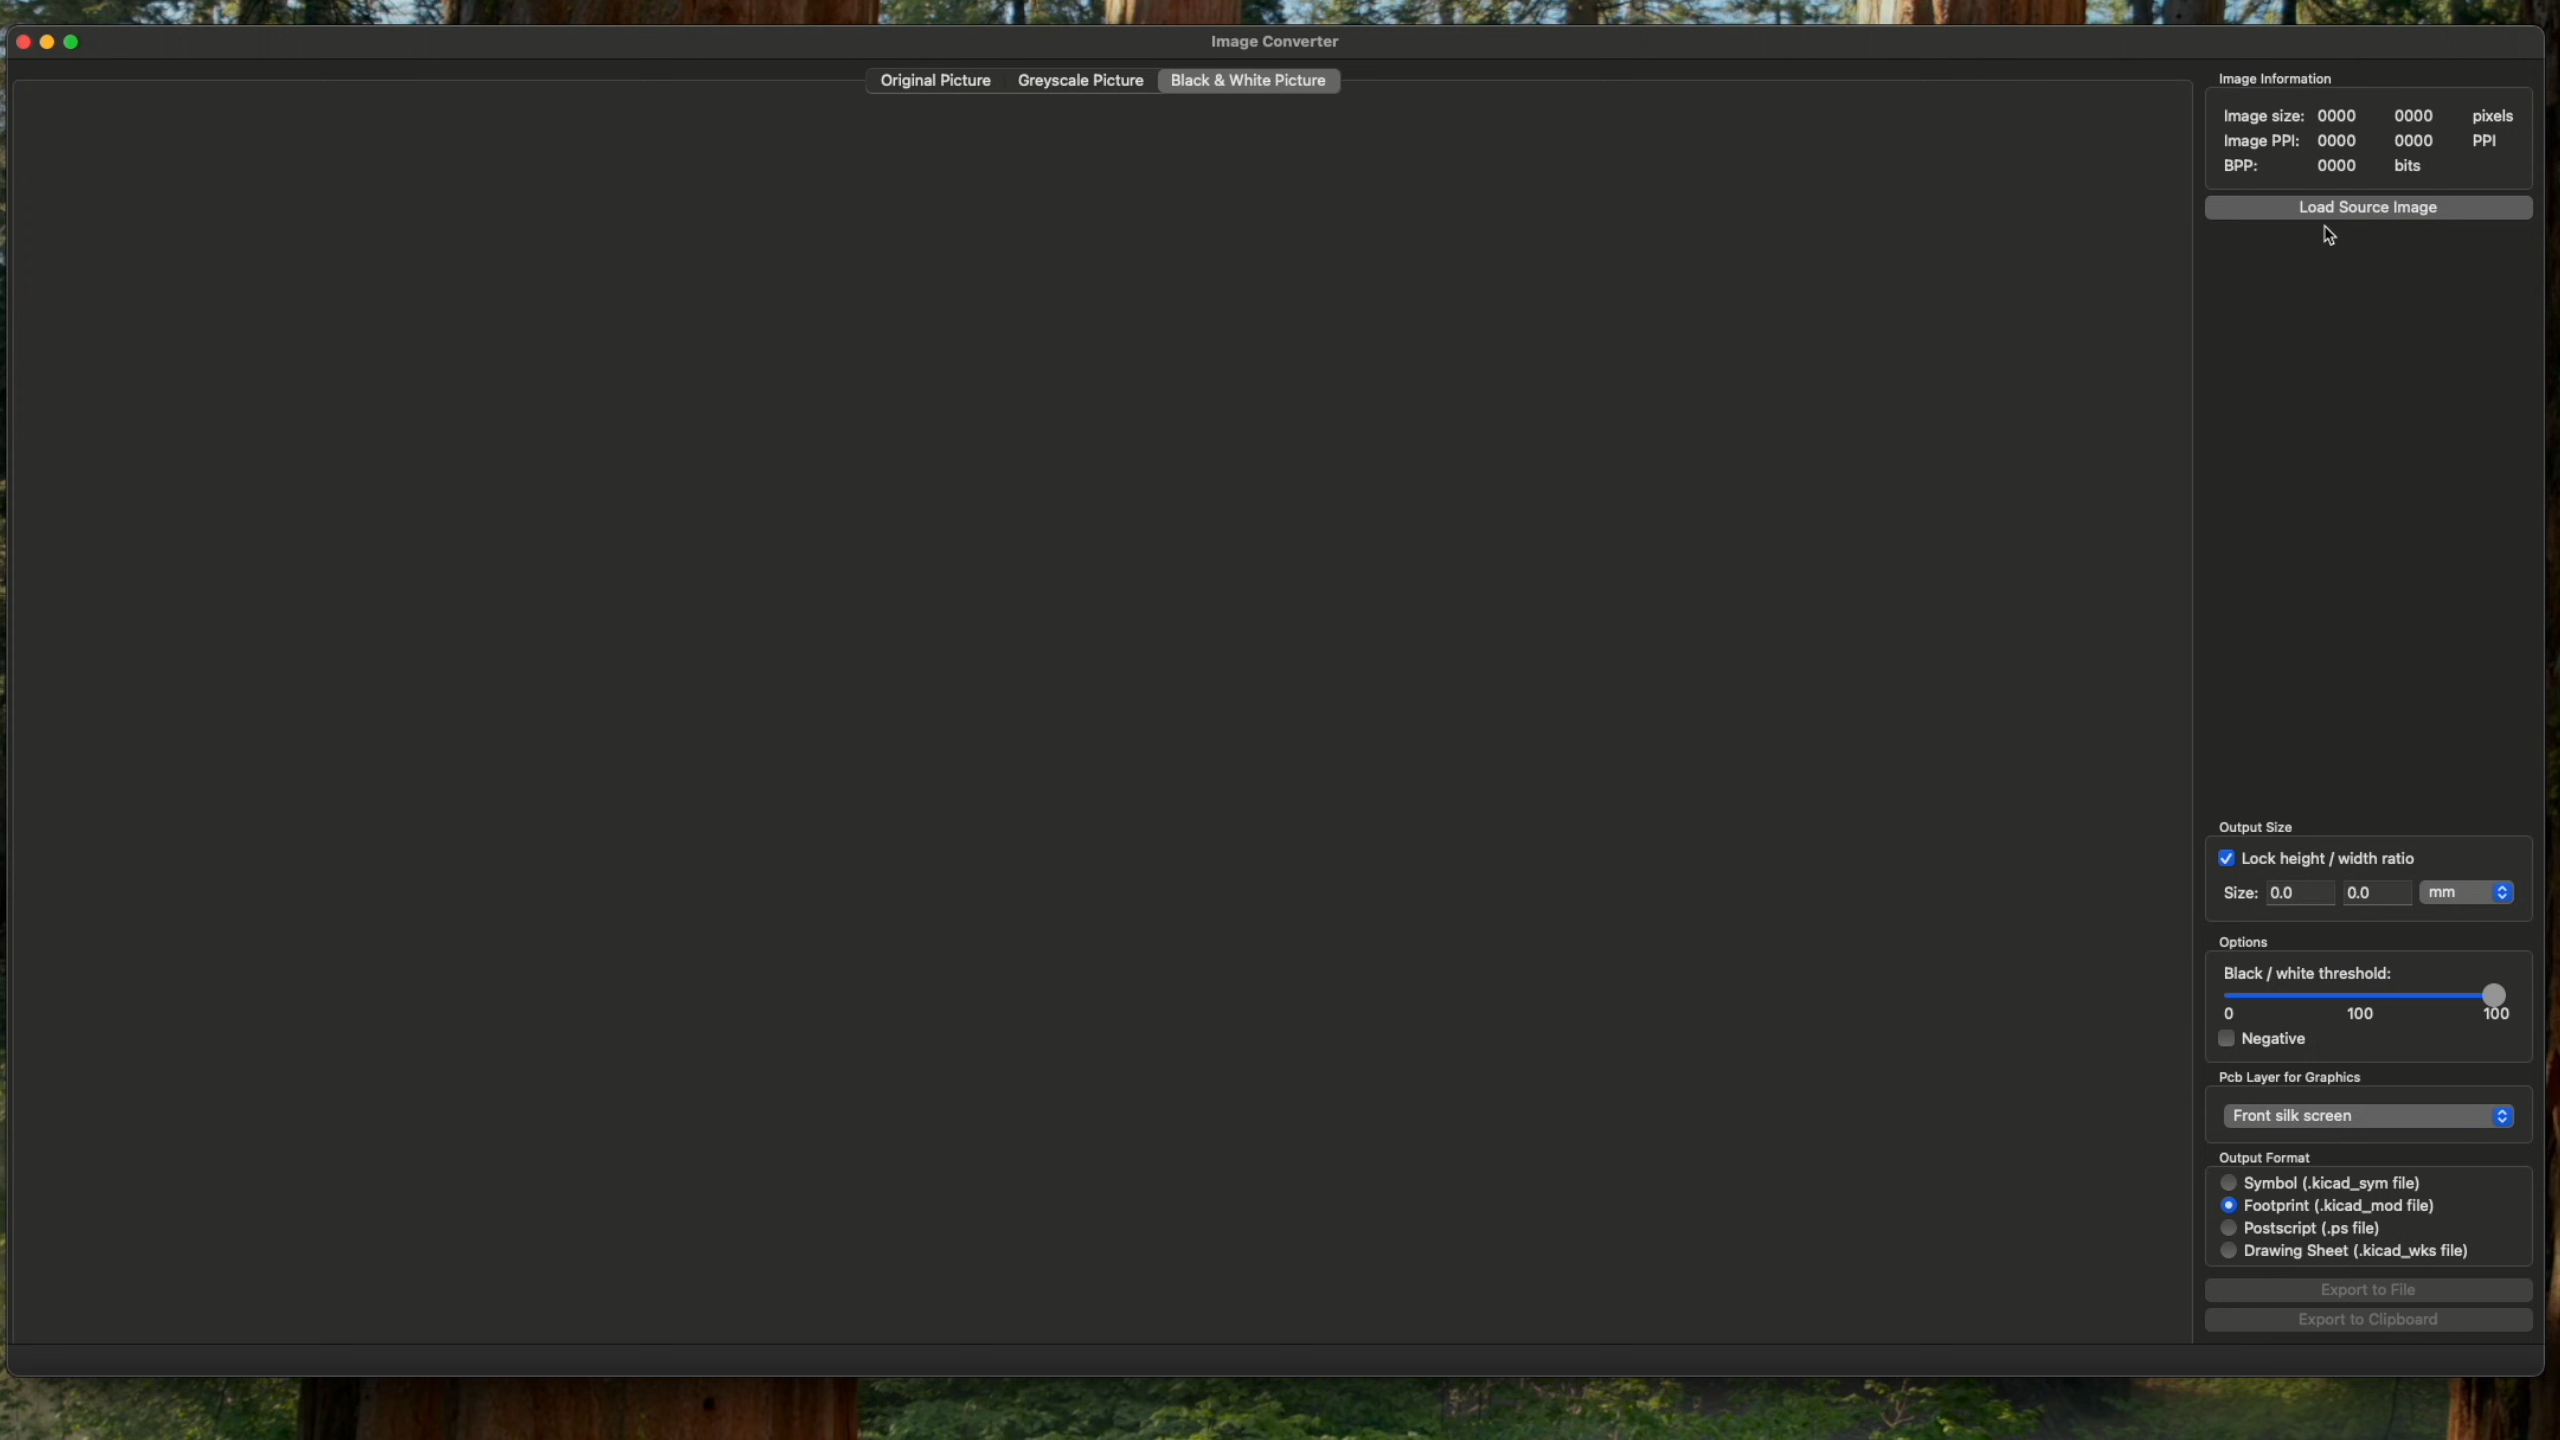 Image Converter
Original Picture Greyscale Picture Black & White Picture
Image Information
Image size: 0000 0000 pixels
Image PPI: 0000 0000 PPI
BPP: 0000 bits
Load Source Image
Output Size
Lock height / width ratio
Size: 0.0 0.0 mm
Options
Black / white threshold:
0 100 100
Negative
Pcb Layer for Graphics
Front silk screen
Output Format
Symbol (.kicad_sym file)
Footprint (.kicad_mod file)
Postscript (.ps file)
Drawing Sheet (.kicad_wks file)
Export to File
Export to Clipboard